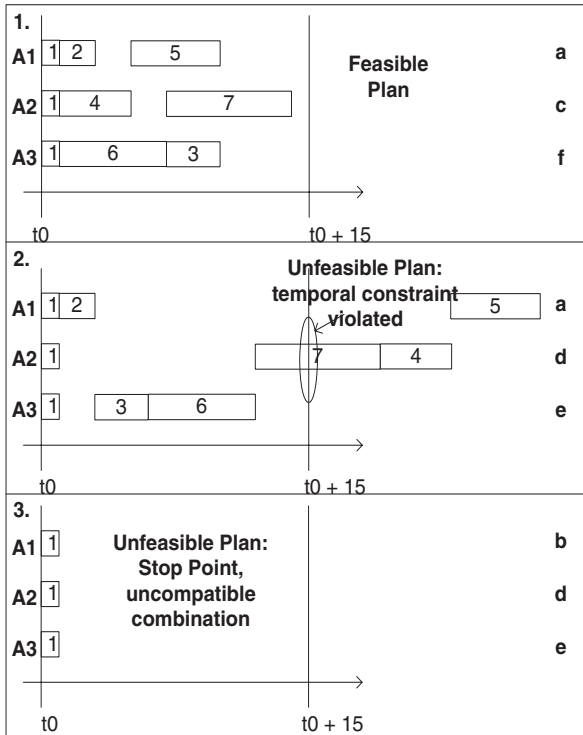 1.
A1 1 2 5 a
Feasible
Plan
A2 1 4 7 c
A3 1 6 3 f
t0 t0 + 15
2.
Unfeasible Plan:
temporal constraint
violated
A1 1 2 5 a
A2 1 7 4 d
A3 1 3 6 e
t0 t0 + 15
3.
A1 1 b
Unfeasible Plan:
Stop Point,
uncompatible
combination
A2 1 d
A3 1 e
t0 t0 + 15